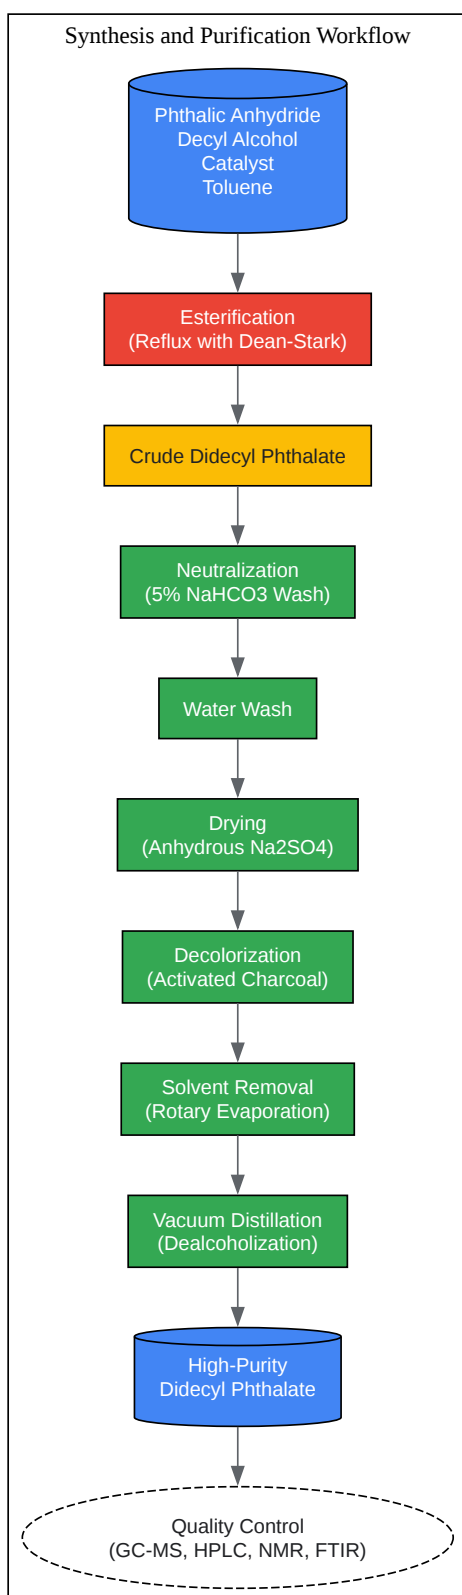 Synthesis and Purification Workflow
Phthalic Anhydride
Decyl Alcohol
Catalyst
Toluene
Esterification
(Reflux with Dean-Stark)
Crude Didecyl Phthalate
Neutralization
(5% NaHCO3 Wash)
Water Wash
Drying
(Anhydrous Na2SO4)
Decolorization
(Activated Charcoal)
Solvent Removal
(Rotary Evaporation)
Vacuum Distillation
(Dealcoholization)
High-Purity
Didecyl Phthalate
Quality Control
(GC-MS, HPLC, NMR, FTIR)